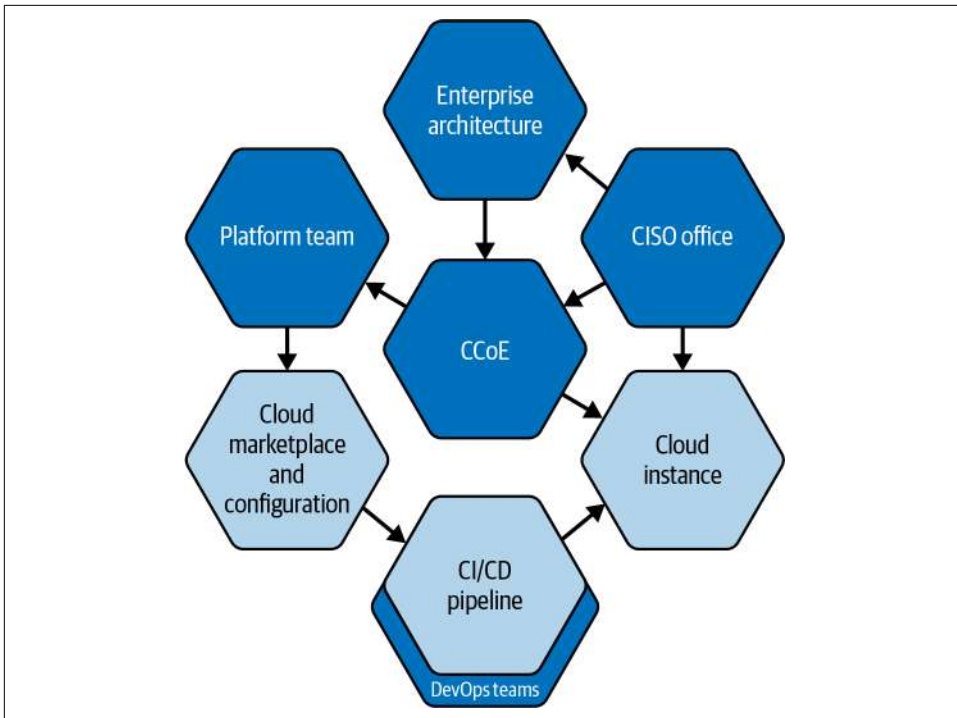 Enterprise
architecture
Platform team
CISO office
CCoE
Cloud
marketplace
and
configuration
Cloud
instance
CI/CD
pipeline
DevOps teams